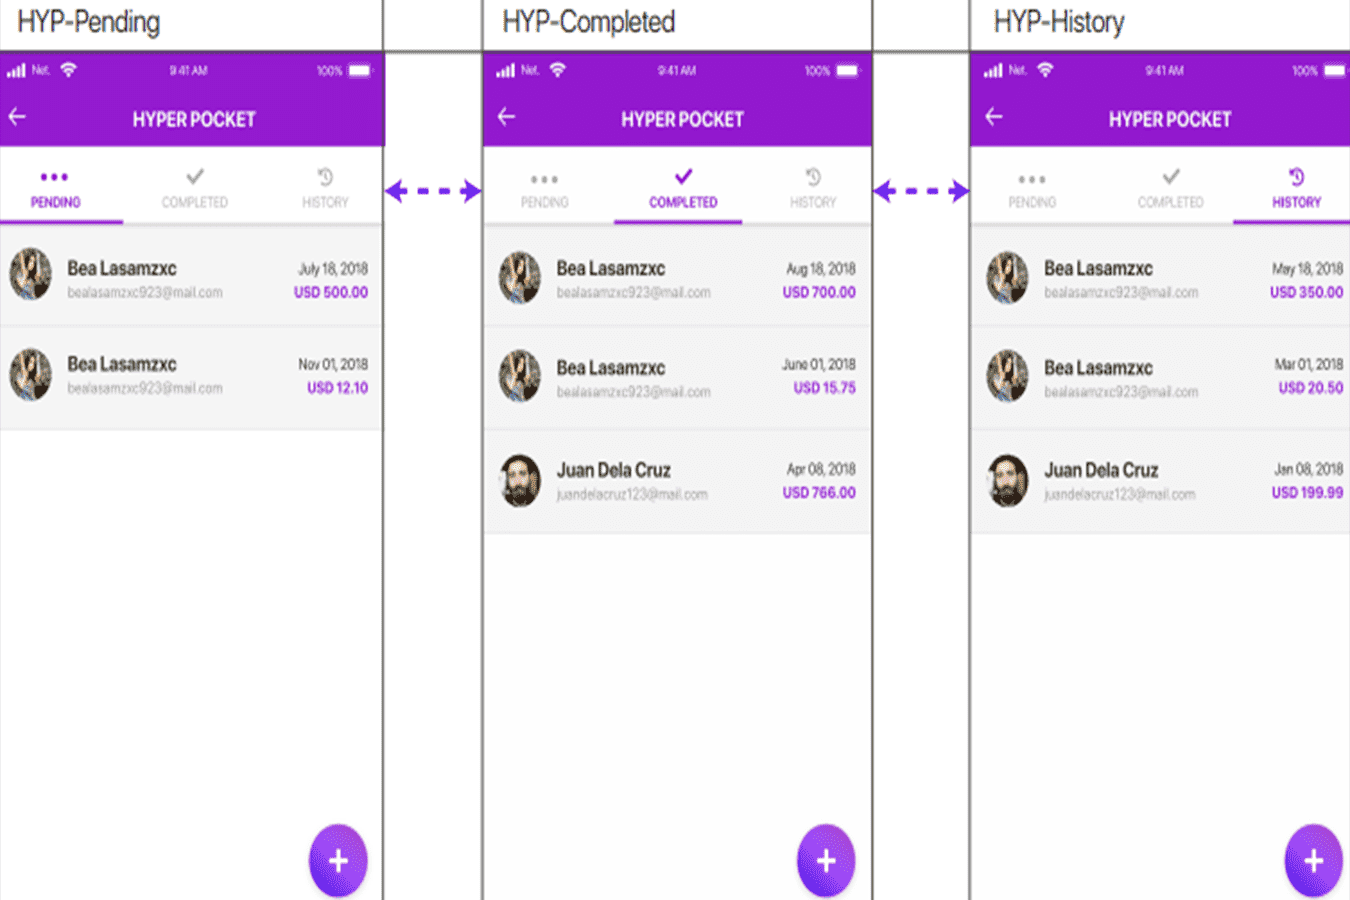 HYP-Pending
Net.
9:41 AM
100%
HYPER POCKET
PENDING
COMPLETED
HISTORY
Bea Lasamzxc
July 18, 2018
bealasamzxc923@mail.com
USD 500.00
Bea Lasamzxc
Nov 01, 2018
bealasamzxc923@mail.com
USD 12.10
HYP-Completed
Net.
9:41 AM
100%
HYPER POCKET
PENDING
COMPLETED
HISTORY
Bea Lasamzxc
Aug 18, 2018
bealasamzxc923@mail.com
USD 700.00
Bea Lasamzxc
June 01, 2018
bealasamzxc923@mail.com
USD 15.75
Juan Dela Cruz
Apr 08, 2018
juandelacruz123@mail.com
USD 766.00
HYP-History
Net.
9:41 AM
100%
HYPER POCKET
PENDING
COMPLETED
HISTORY
Bea Lasamzxc
May 18, 2018
bealasamzxc923@mail.com
USD 350.00
Bea Lasamzxc
Mar 01, 2018
bealasamzxc923@mail.com
USD 20.50
Juan Dela Cruz
Jan 08, 2018
juandelacruz123@mail.com
USD 199.99